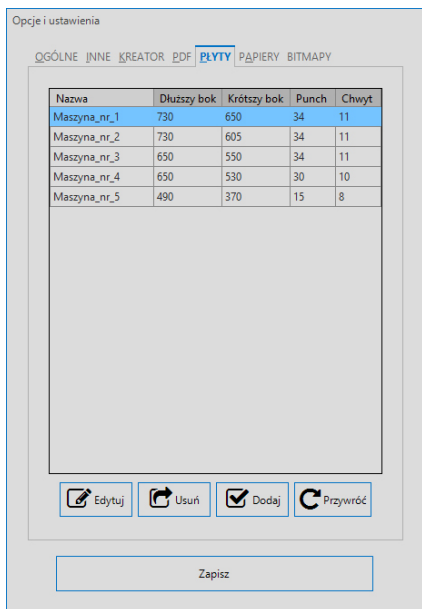 Opcje i ustawienia
OGÓLNE INNE KREATOR PDF PŁYTY PAPIERY BITMAPY
Nazwa Dłuższy bok Krótszy bok Punch Chwyt
Maszyna_nr_1 730 650 34 11
Maszyna_nr_2 730 605 34 11
Maszyna_nr_3 650 550 34 11
Maszyna_nr_4 650 530 30 10
Maszyna_nr_5 490 370 15 8
Edytuj Usuń Dodaj Przywróć
Zapisz